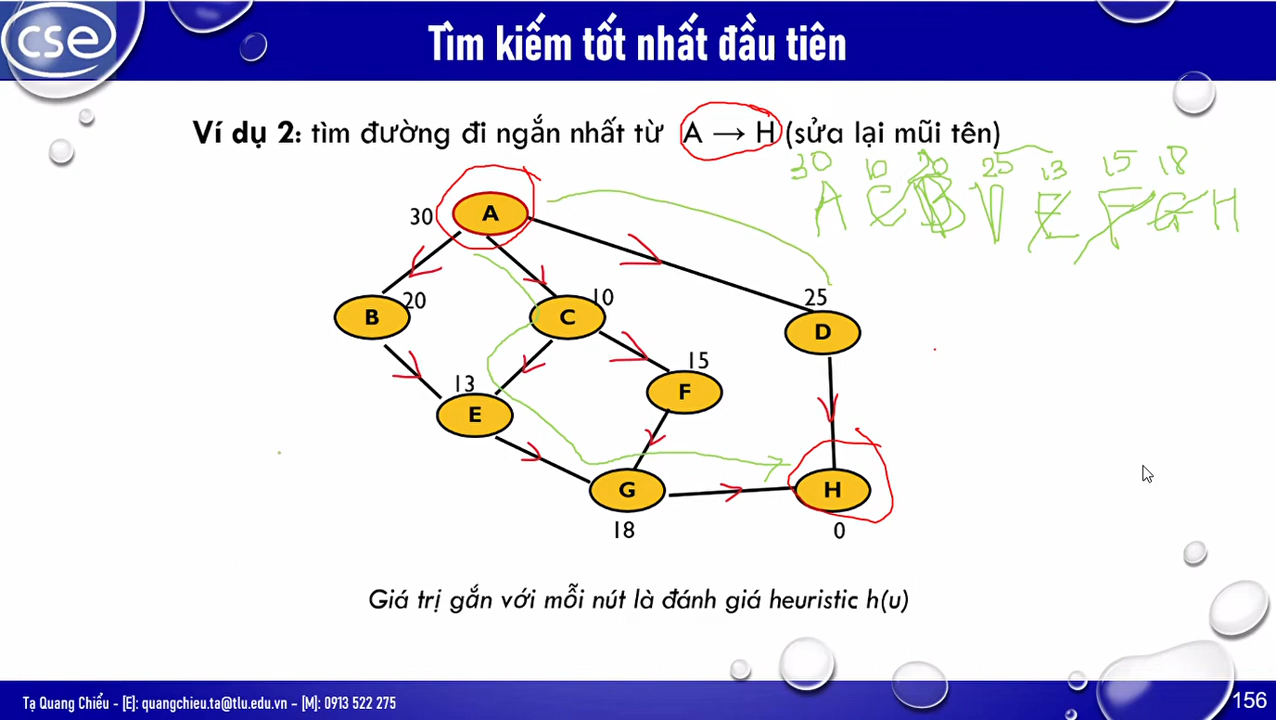 cse
Tìm kiếm tốt nhất đầu tiên
Ví dụ 2: tìm đường đi ngắn nhất từ A → H (sửa lại mũi tên)
30 10 20 25 13 15 18
A C B D E F G H
30 A
B 20
C 10
25
D
15
F
13
E
G
H
18
0
Giá trị gắn với mỗi nút là đánh giá heuristic h(u)
Tạ Quang Chiểu - [E]: quangchieu.ta@tlu.edu.vn – [M]: 0913 522 275
156